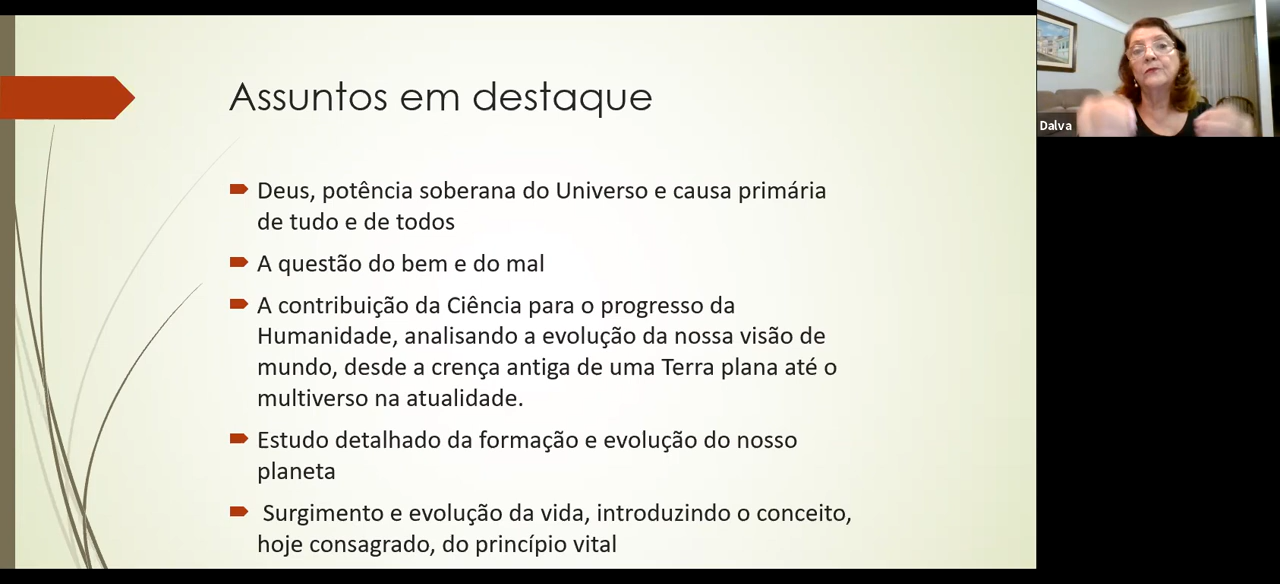 Assuntos em destaque
Deus, potência soberana do Universo e causa primária
de tudo e de todos
A questão do bem e do mal
A contribuição da Ciência para o progresso da
Humanidade, analisando a evolução da nossa visão de
mundo, desde a crença antiga de uma Terra plana até o
multiverso na atualidade.
Estudo detalhado da formação e evolução do nosso
planeta
Surgimento e evolução da vida, introduzindo o conceito,
hoje consagrado, do princípio vital
Dalva